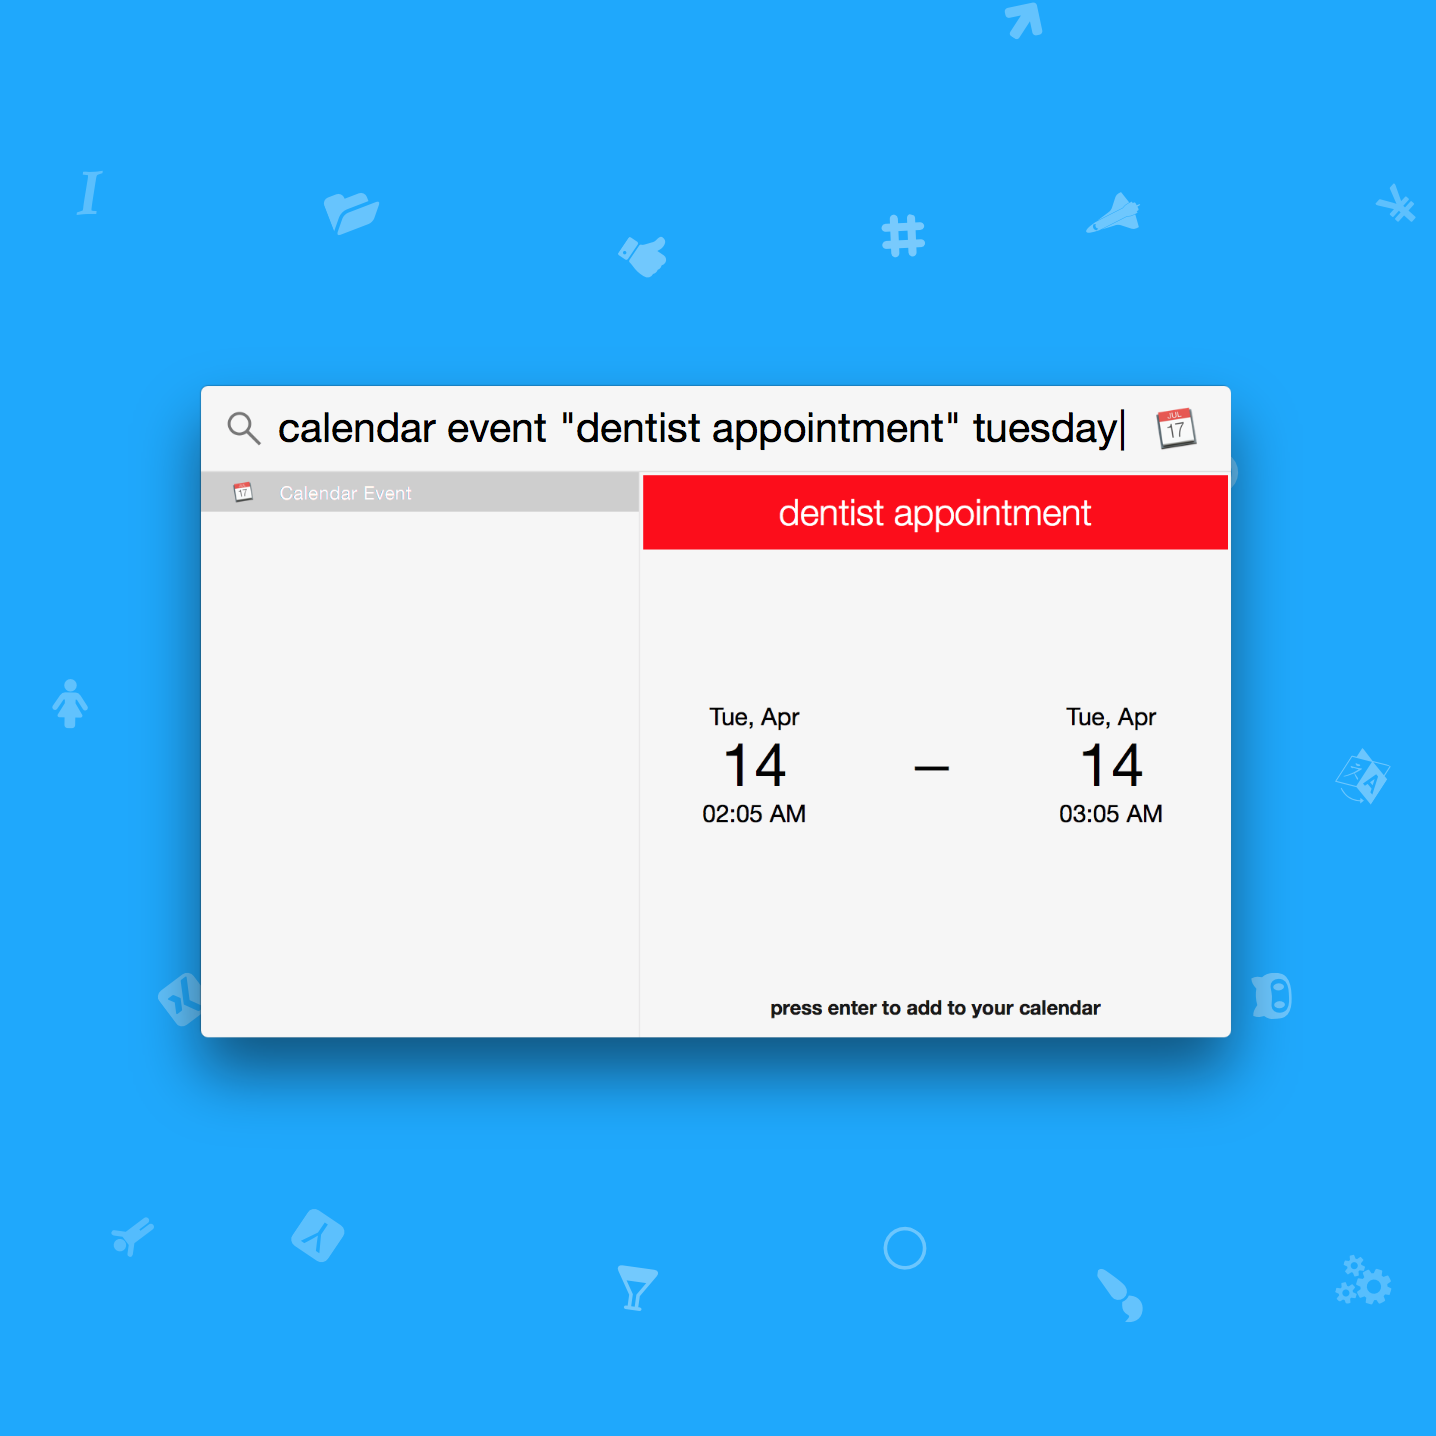 calendar event "dentist appointment" tuesday
JUL
17
17
Calendar Event
dentist appointment
Tue, Apr
14
02:05 AM
–
Tue, Apr
14
03:05 AM
press enter to add to your calendar
I
#
文
A